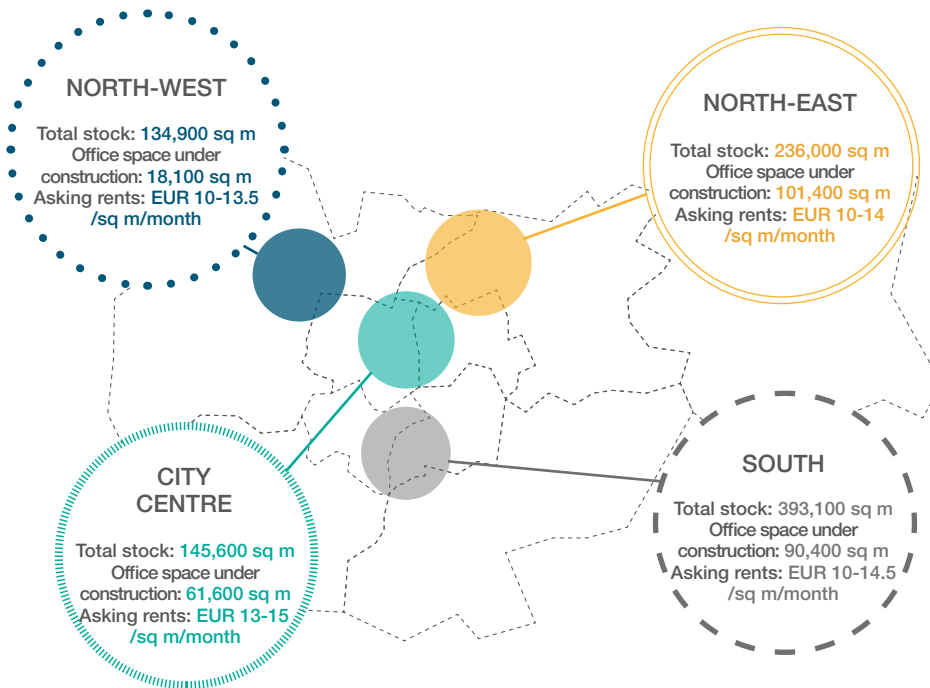 NORTH-WEST
Total stock: 134,900 sq m
Office space under
construction: 18,100 sq m
Asking rents: EUR 10-13.5
/sq m/month
NORTH-EAST
Total stock: 236,000 sq m
Office space under
construction: 101,400 sq m
Asking rents: EUR 10-14
/sq m/month
CITY
CENTRE
Total stock: 145,600 sq m
Office space under
construction: 61,600 sq m
Asking rents: EUR 13-15
/sq m/month
SOUTH
Total stock: 393,100 sq m
Office space under
construction: 90,400 sq m
Asking rents: EUR 10-14.5
/sq m/month